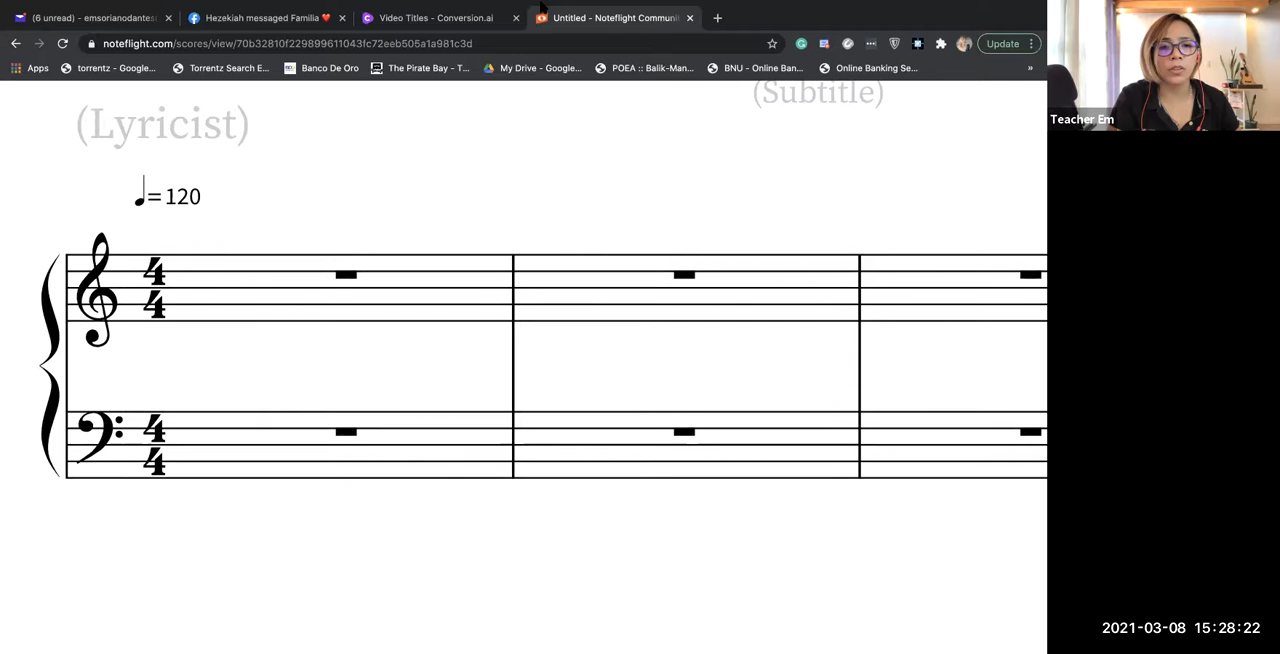 (6 unread) - emsorianodantes
Hezekiah messaged Familia ❤️
Video Titles - Conversion.ai
Untitled - Noteflight Communi
noteflight.com/scores/view/70b32810f229899611043fc72eeb505a1a981c3d
Update
Apps
torrentz - Google...
Torrentz Search E...
Banco De Oro
The Pirate Bay - T...
My Drive - Google...
POEA :: Balik-Man...
BNU - Online Ban...
Online Banking Se...
»
(Subtitle)
(Lyricist)
Teacher Em
= 120
4
4
4
4
2021-03-08 15:28:22